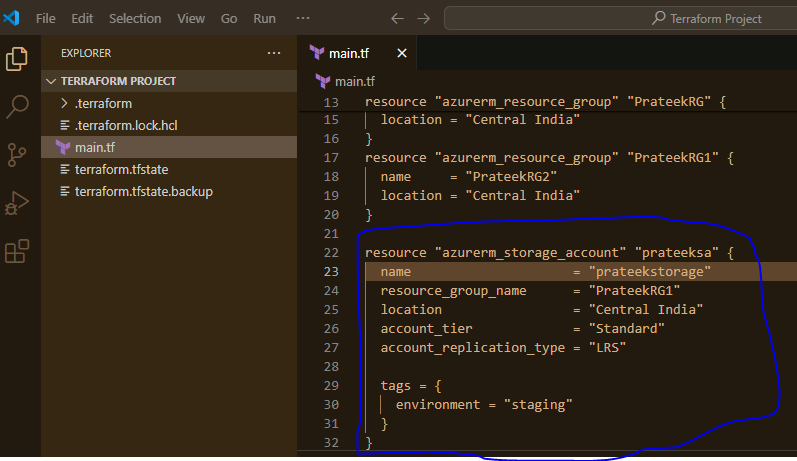 File Edit Selection View Go Run ··· ← → Terraform Project
EXPLORER ···
TERRAFORM PROJECT
.terraform
.terraform.lock.hcl
main.tf
terraform.tfstate
terraform.tfstate.backup
main.tf ×
main.tf
13 resource "azurerm_resource_group" "PrateekRG" {
15 location = "Central India"
16 }
17 resource "azurerm_resource_group" "PrateekRG1" {
18 name     = "PrateekRG2"
19 location = "Central India"
20 }
21
22 resource "azurerm_storage_account" "prateeksa" {
23 name                     = "prateekstorage"
24 resource_group_name      = "PrateekRG1"
25 location                 = "Central India"
26 account_tier             = "Standard"
27 account_replication_type = "LRS"
28
29 tags = {
30 environment = "staging"
31 }
32 }